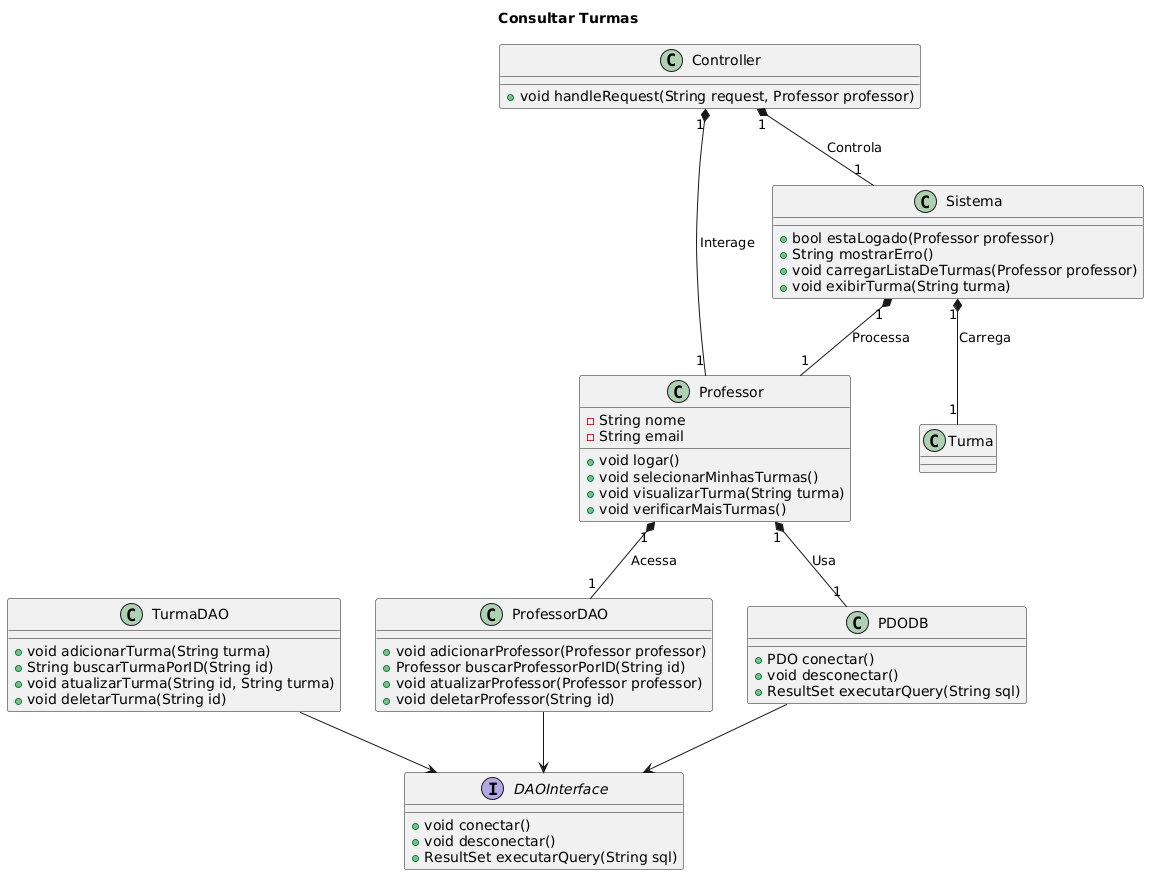 Consultar Turmas
C Controller
void handleRequest(String request, Professor professor)
1
1
Controla
1
C Sistema
bool estaLogado(Professor professor)
String mostrarErro()
void carregarListaDeTurmas(Professor professor)
void exibirTurma(String turma)
Interage
1
1
Processa
Carrega
1
1
1
C Professor
String nome
String email
void logar()
void selecionarMinhasTurmas()
void visualizarTurma(String turma)
void verificarMaisTurmas()
C Turma
1
1
Acessa
Usa
1
1
C TurmaDAO
void adicionarTurma(String turma)
String buscarTurmaPorID(String id)
void atualizarTurma(String id, String turma)
void deletarTurma(String id)
C ProfessorDAO
void adicionarProfessor(Professor professor)
Professor buscarProfessorPorID(String id)
void atualizarProfessor(Professor professor)
void deletarProfessor(String id)
C PDODB
PDO conectar()
void desconectar()
ResultSet executarQuery(String sql)
I DAOInterface
void conectar()
void desconectar()
ResultSet executarQuery(String sql)